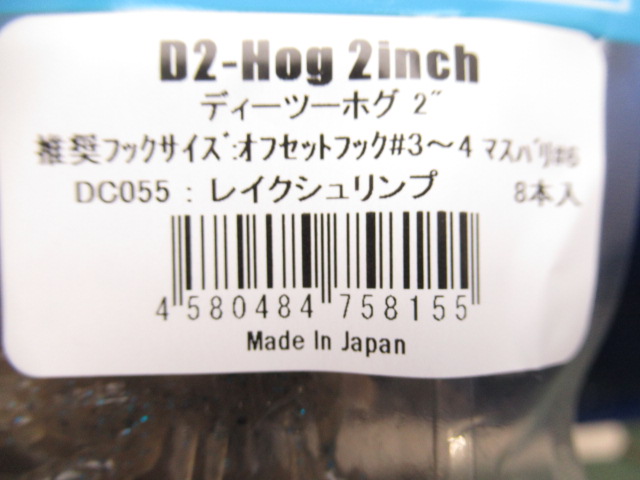 D2-Hog 2inch
ディーツーホグ 2"
推奨フックサイズ:オフセットフック#3～4 マスバリ#6
DC055 : レイクシュリンプ 8本入
4 580484 758155
Made In Japan